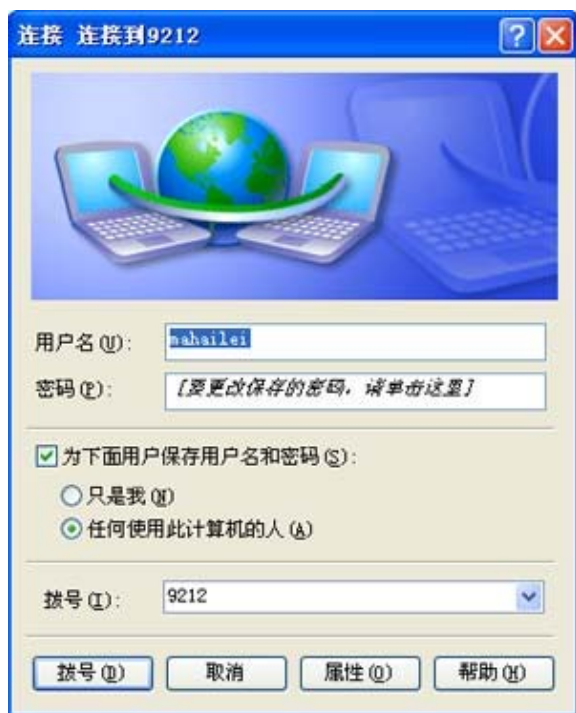 连接 连接到9212
用户名(U):
mahailei
密码(P):
[要更改保存的密码，请单击这里]
为下面用户保存用户名和密码(S):
只是我(N)
任何使用此计算机的人(A)
拨号(I):
9212
拨号(D) 取消 属性(O) 帮助(H)